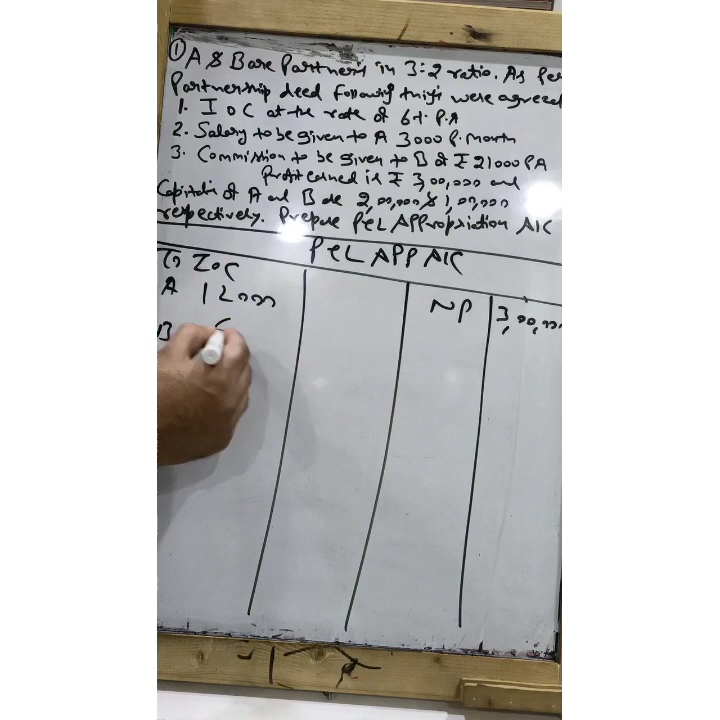 ① A & B are Partners in 3:2 ratio. As Per
Partnership deed Following things were agreed
1. IOC at the rate of 6% P.A
2. Salary to be given to A 3000 P. Month
3. Commission to be given to B of ₹ 21000 PA
Profit earned is ₹ 3,00,000 and
Capitals of A and B are 2,00,000 & 1,00,000
respectively. Prepare P&L APPropriation A/C
P&L APP A/C
To IOC
A 12000
NP 3,00,000
B 6